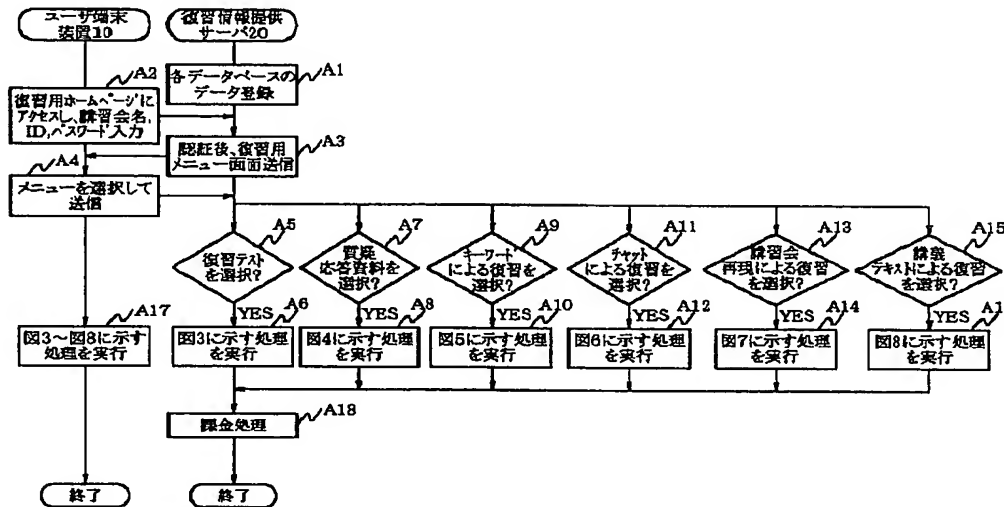 ユーザ端末
装置10
復習情報提供
サーバ20
A1
各データベースの
データ登録
A2
復習用ホームページに
アクセスし、講習会名,
ID,パスワード入力
A3
認証後、復習用
メニュー画面送信
A4
メニューを選択して
送信
A5
復習テスト
を選択?
A7
質疑
応答資料を
選択?
A9
キーワード
による復習を
選択?
A11
チャット
による復習を
選択?
A13
講習会
再現による復習
を選択?
A15
講義
テキストによる復習
を選択?
YES
YES
YES
YES
YES
YES
A17
図3~図8に示す
処理を実行
A6
図3に示す処理
を実行
A8
図4に示す処理
を実行
A10
図5に示す処理
を実行
A12
図6に示す処理
を実行
A14
図7に示す処理
を実行
A1
図8に示す処理
を実行
A18
課金処理
終了
終了